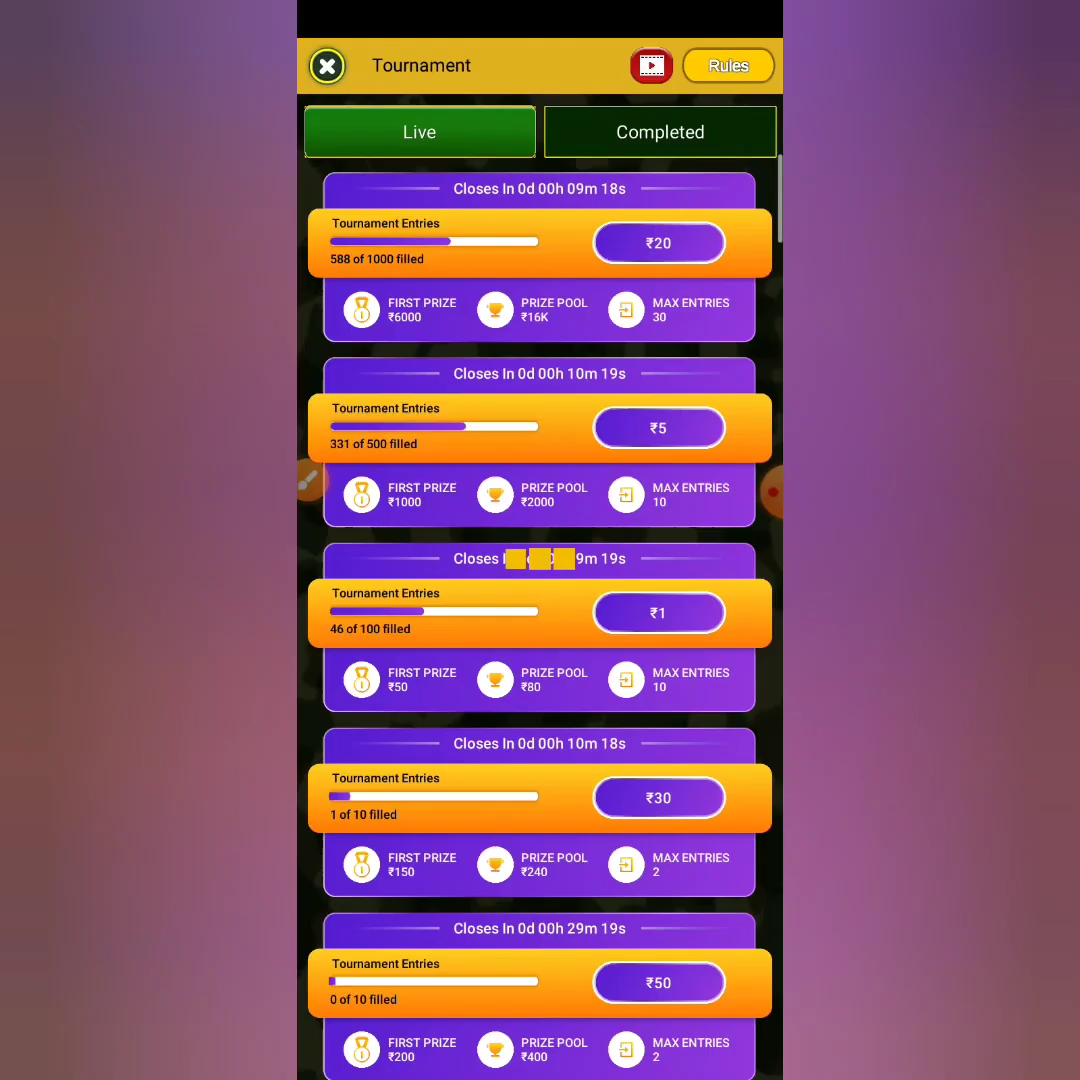 Tournament
Rules
Live
Completed
Closes In 0d 00h 09m 18s
Tournament Entries
₹20
588 of 1000 filled
FIRST PRIZE
₹6000
PRIZE POOL
₹16K
MAX ENTRIES
30
Closes In 0d 00h 10m 19s
Tournament Entries
₹5
331 of 500 filled
FIRST PRIZE
₹1000
PRIZE POOL
₹2000
MAX ENTRIES
10
Closes 9m 19s
Tournament Entries
₹1
46 of 100 filled
FIRST PRIZE
₹50
PRIZE POOL
₹80
MAX ENTRIES
10
Closes In 0d 00h 10m 18s
Tournament Entries
₹30
1 of 10 filled
FIRST PRIZE
₹150
PRIZE POOL
₹240
MAX ENTRIES
2
Closes In 0d 00h 29m 19s
Tournament Entries
₹50
0 of 10 filled
FIRST PRIZE
₹200
PRIZE POOL
₹400
MAX ENTRIES
2